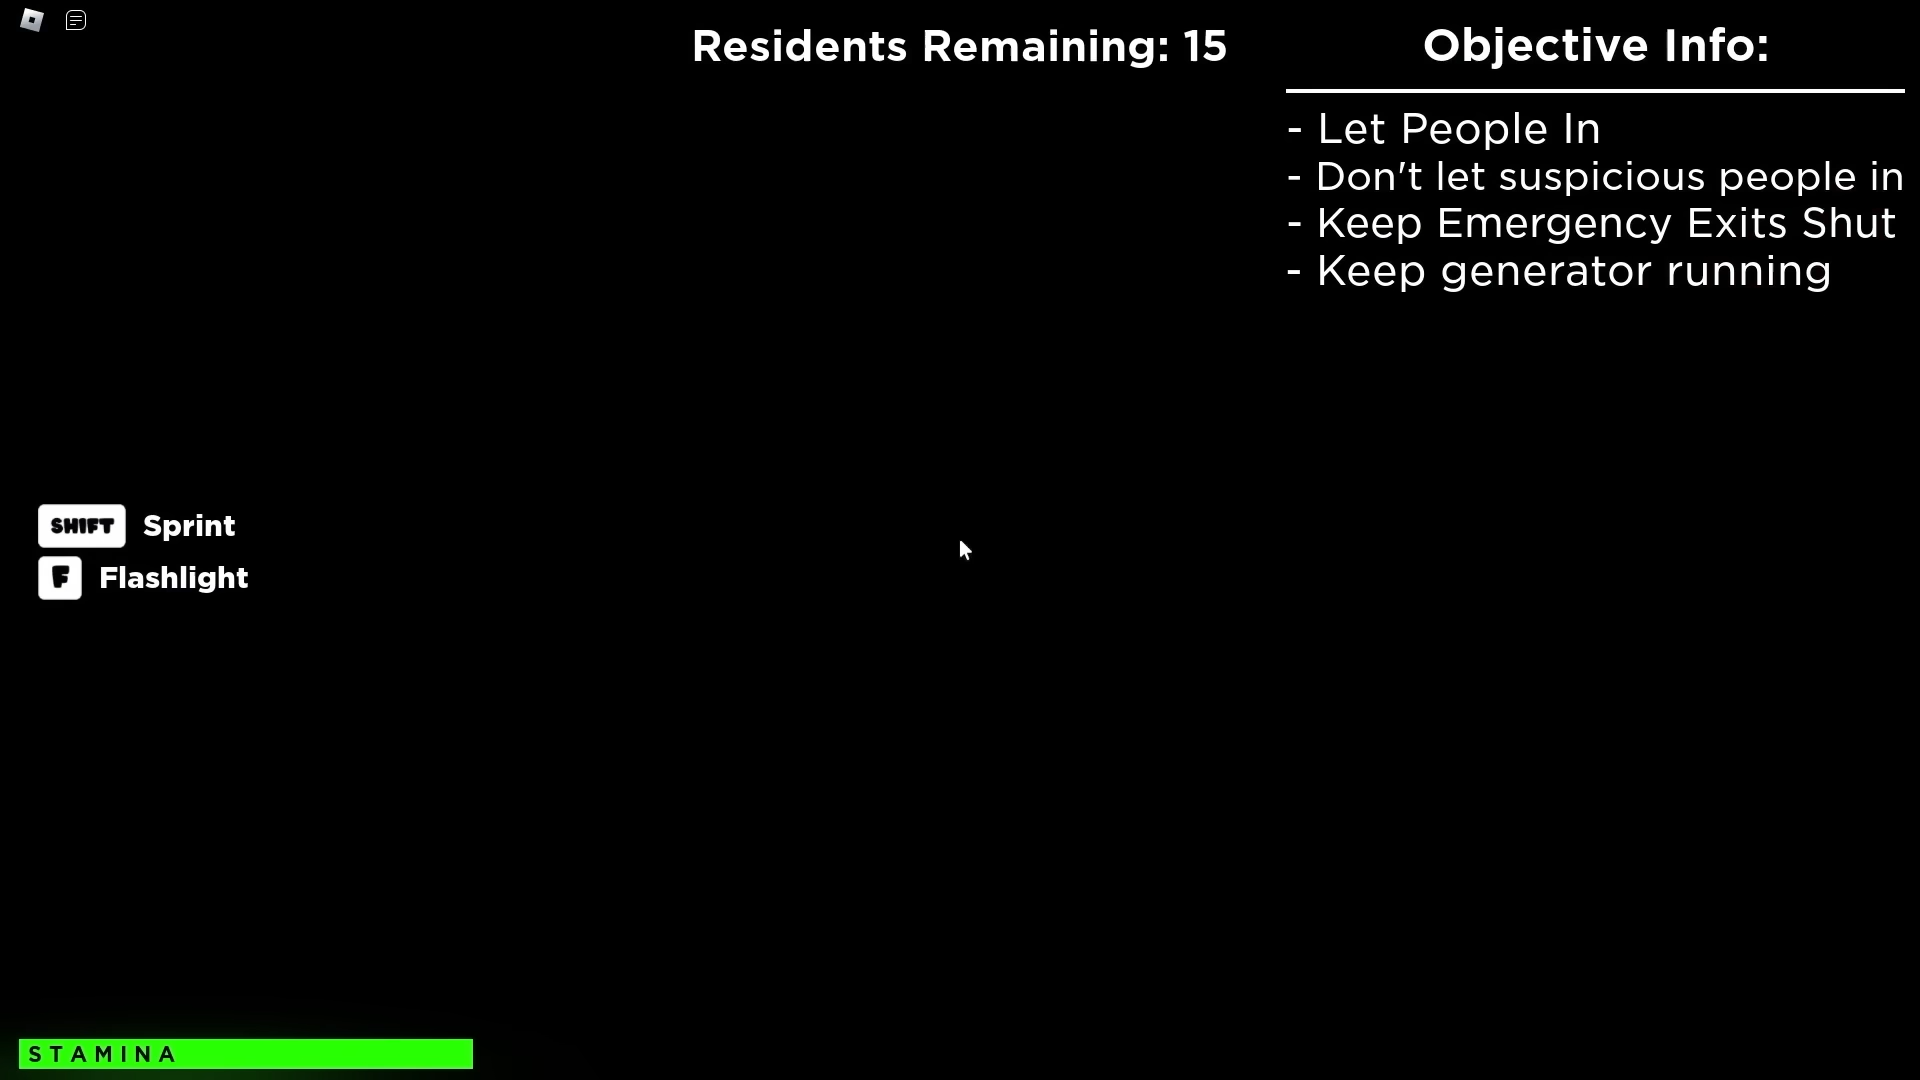 Residents Remaining: 15
Objective Info:
- Let People In
- Don't let suspicious people in
- Keep Emergency Exits Shut
- Keep generator running
SHIFT Sprint
F Flashlight
STAMINA